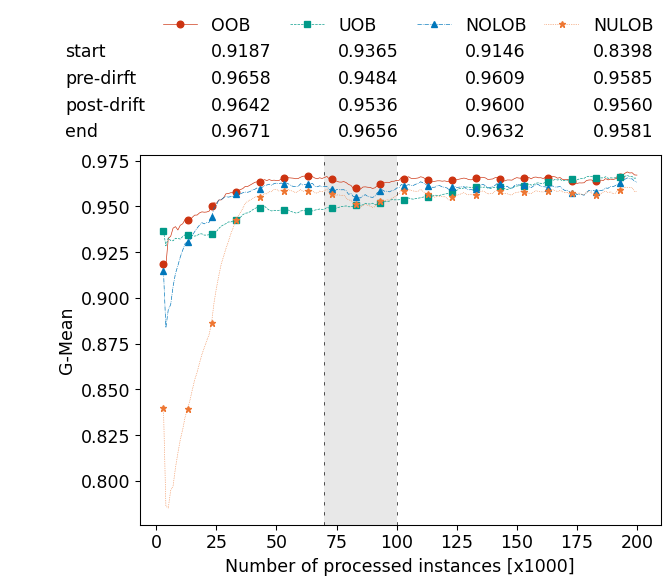 OOB UOB NOLOB NULOB
start 0.9187 0.9365 0.9146 0.8398
pre-dirft 0.9658 0.9484 0.9609 0.9585
post-drift 0.9642 0.9536 0.9600 0.9560
end 0.9671 0.9656 0.9632 0.9581
0.975
0.950
0.925
0.900
0.875
0.850
0.825
0.800
G-Mean
0 25 50 75 100 125 150 175 200
Number of processed instances [x1000]